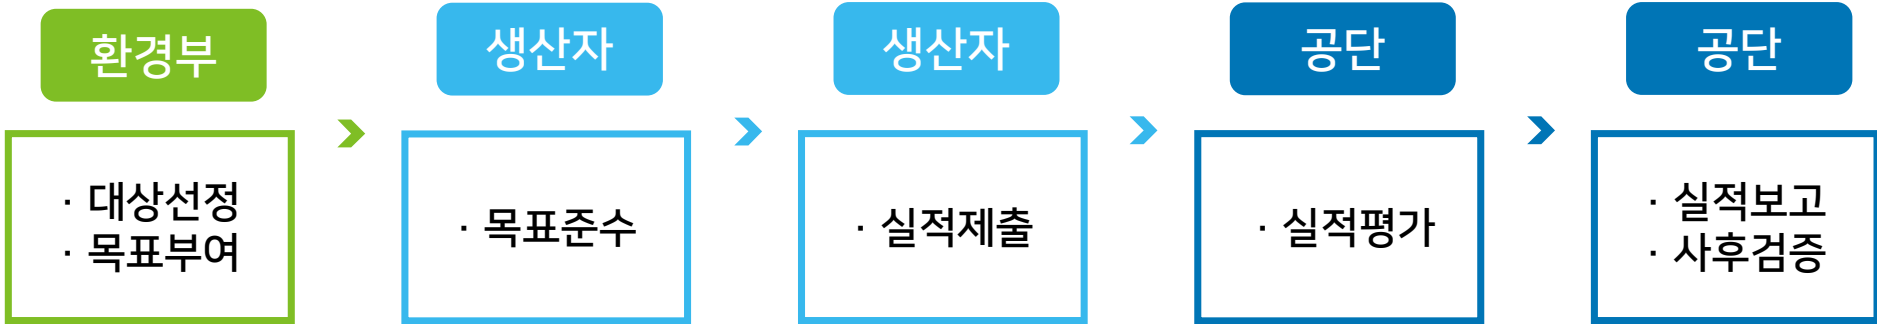 환경부
· 대상선정
· 목표부여
생산자
· 목표준수
생산자
· 실적제출
공단
· 실적평가
공단
· 실적보고
· 사후검증